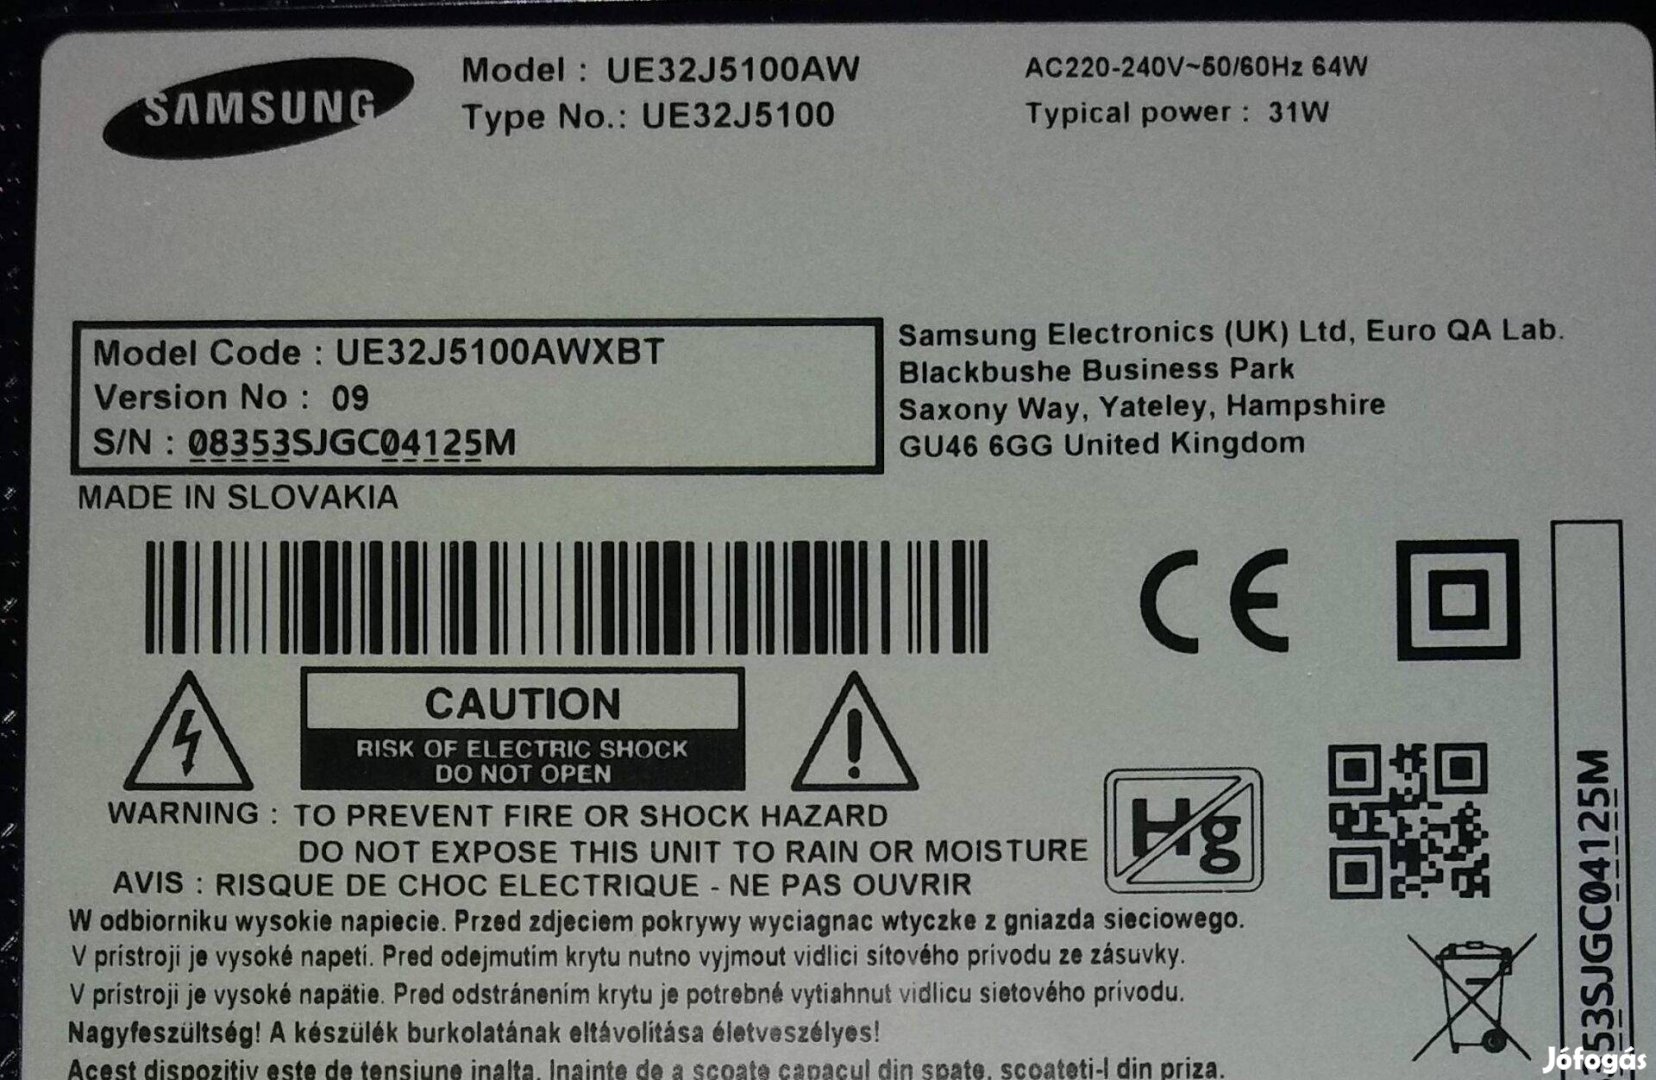 SAMSUNG
Model : UE32J5100AW
Type No.: UE32J5100
AC220-240V~50/60Hz 64W
Typical power : 31W
Model Code : UE32J5100AWXBT
Version No : 09
S/N : 08353SJGC04125M
MADE IN SLOVAKIA
Samsung Electronics (UK) Ltd, Euro QA Lab.
Blackbushe Business Park
Saxony Way, Yateley, Hampshire
GU46 6GG United Kingdom
CE
CAUTION
RISK OF ELECTRIC SHOCK
DO NOT OPEN
WARNING : TO PREVENT FIRE OR SHOCK HAZARD
DO NOT EXPOSE THIS UNIT TO RAIN OR MOISTURE
AVIS : RISQUE DE CHOC ELECTRIQUE - NE PAS OUVRIR
Hg
W odbiorniku wysokie napiecie. Przed zdjeciem pokrywy wyciagnac wtyczke z gniazda sieciowego.
V prístroji je vysoké napetí. Pred odejmutím krytu nutno vyjmout vidlici sítového prívodu ze zásuvky.
V prístroji je vysoké napätie. Pred odstránením krytu je potrebné vytiahnut vidlicu sietového prívodu.
Nagyfeszültség! A készülék burkolatának eltávolítása életveszélyes!
Acest dispozitiv este de tensiune inalta. Inainte de a scoate capacul din spate, scoateti-l din priza.
353SJGC04125M
Jófogás